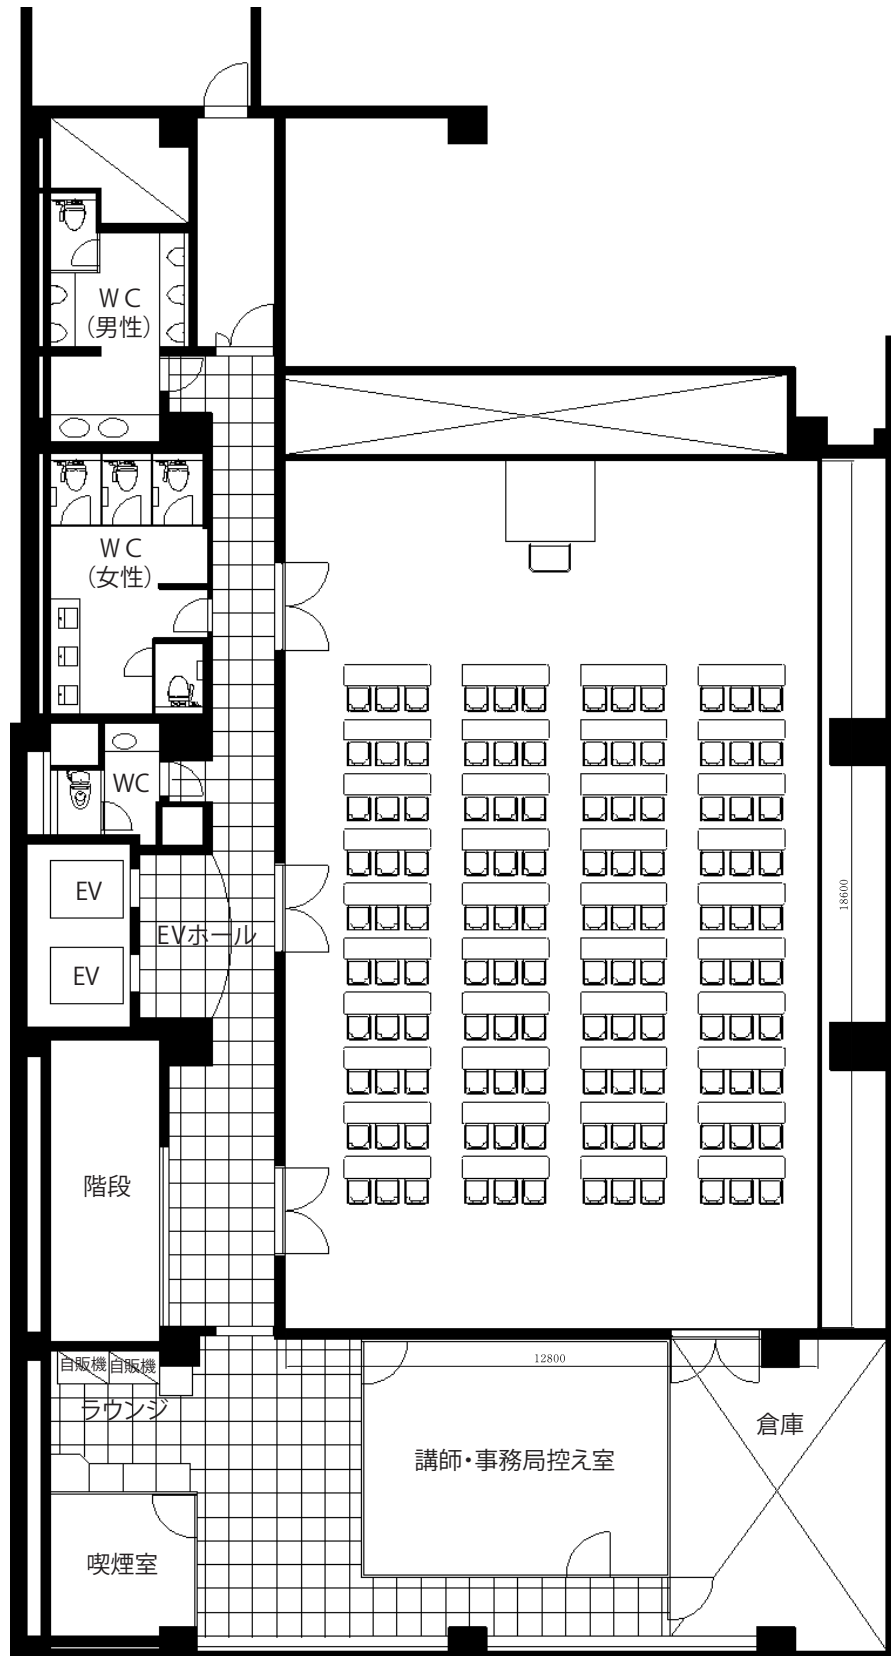 ＷＣ
（男性）
ＷＣ
（女性）
WC
EV
EVホール
EV
18600
階段
自販機
自販機
ラウンジ
12800
倉庫
講師・事務局控え室
喫煙室